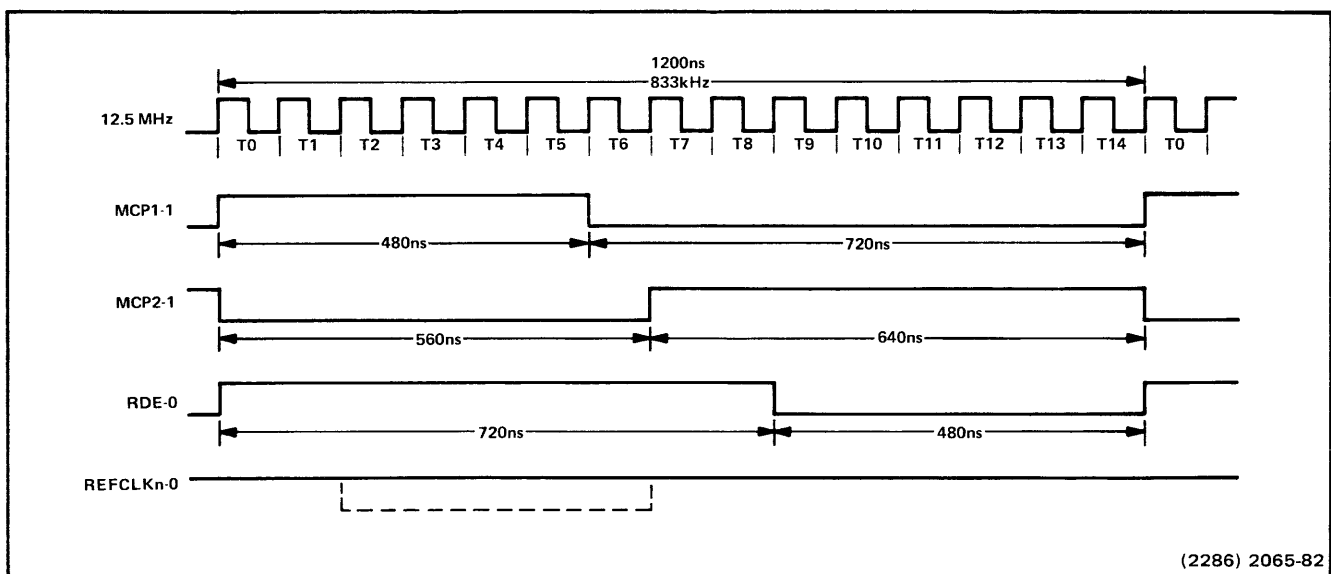 1200ns
833kHz
12.5 MHz
T0 T1 T2 T3 T4 T5 T6 T7 T8 T9 T10 T11 T12 T13 T14 T0
MCP1-1
480ns 720ns
MCP2-1
560ns 640ns
RDE-0
720ns 480ns
REFCLKn-0
(2286) 2065-82